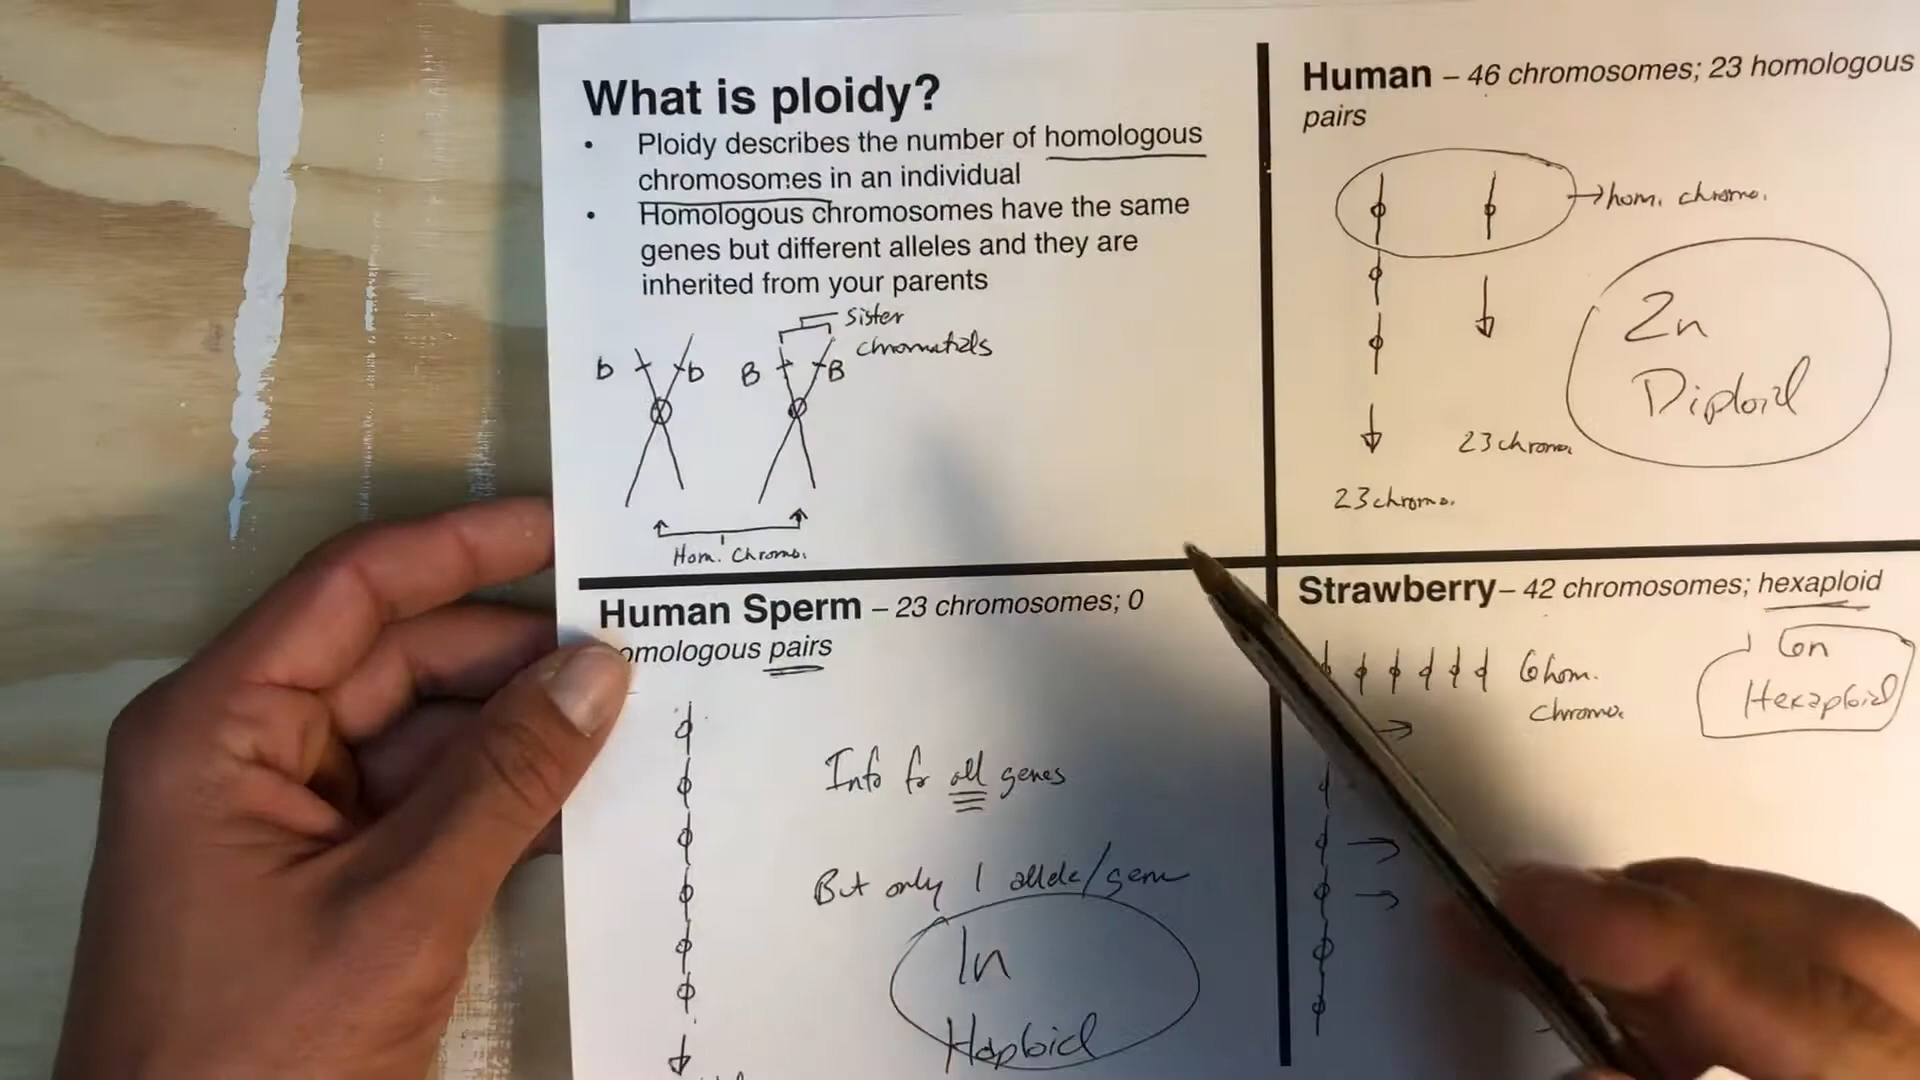 What is ploidy?
• Ploidy describes the number of homologous
chromosomes in an individual
• Homologous chromosomes have the same
genes but different alleles and they are
inherited from your parents
Sister
chromatids
b b B B
Hom. Chromo.
Human – 46 chromosomes; 23 homologous
pairs
hom. chromo.
2n
Diploid
23 chromo.
23 chromo.
Human Sperm – 23 chromosomes; 0
omologous pairs
Info for all genes
But only 1 allele/gene
1n
Haploid
Strawberry – 42 chromosomes; hexaploid
6 hom.
chromo.
6n
Hexaploid